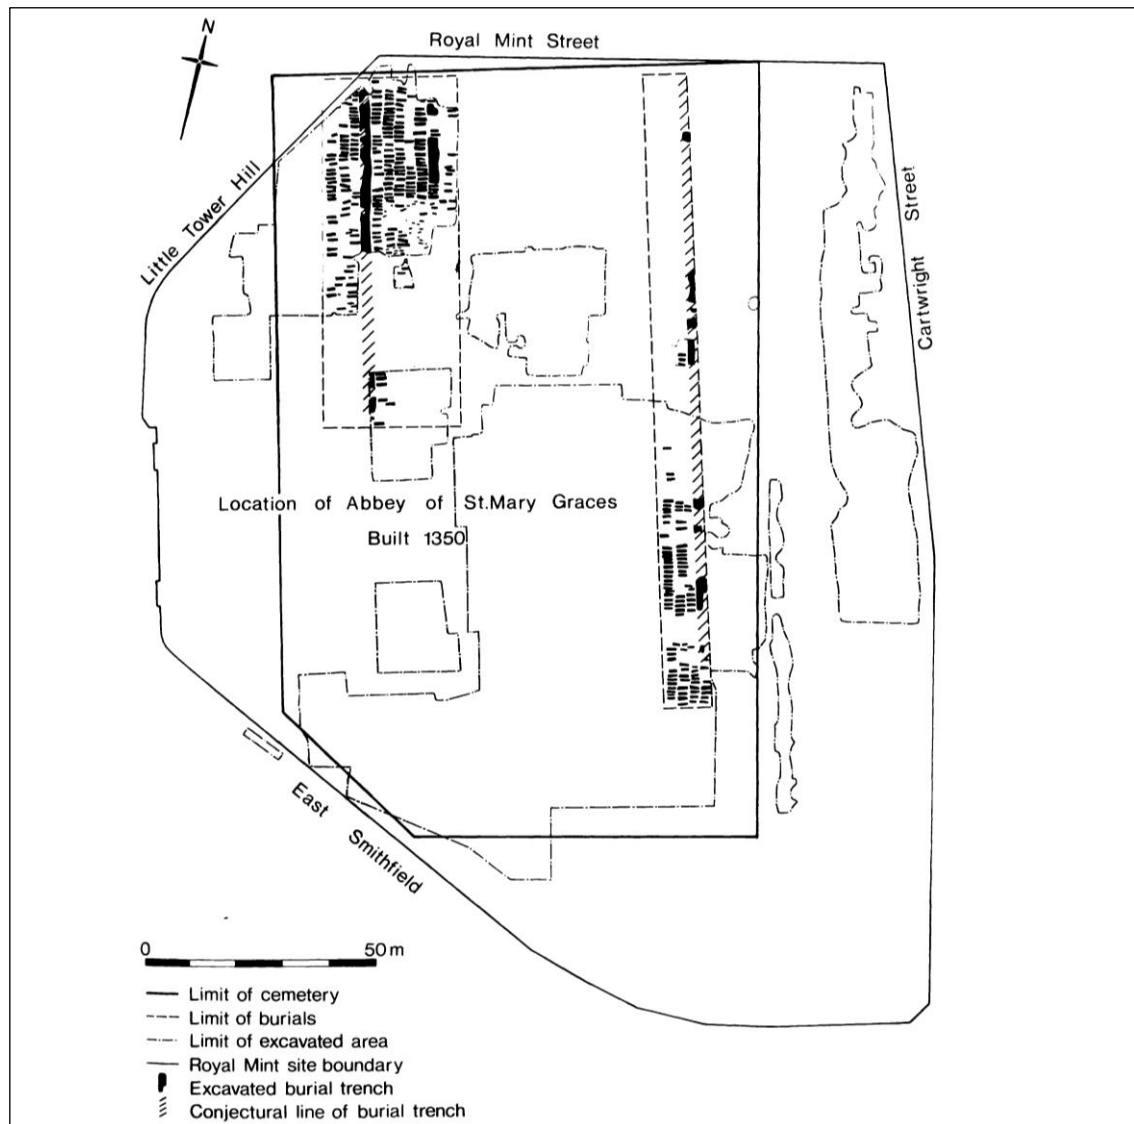 N
Royal Mint Street
Little Tower Hill
Cartwright Street
Location of Abbey of St.Mary Graces
Built 1350
East Smithfield
0 50m
Limit of cemetery
Limit of burials
Limit of excavated area
Royal Mint site boundary
Excavated burial trench
Conjectural line of burial trench